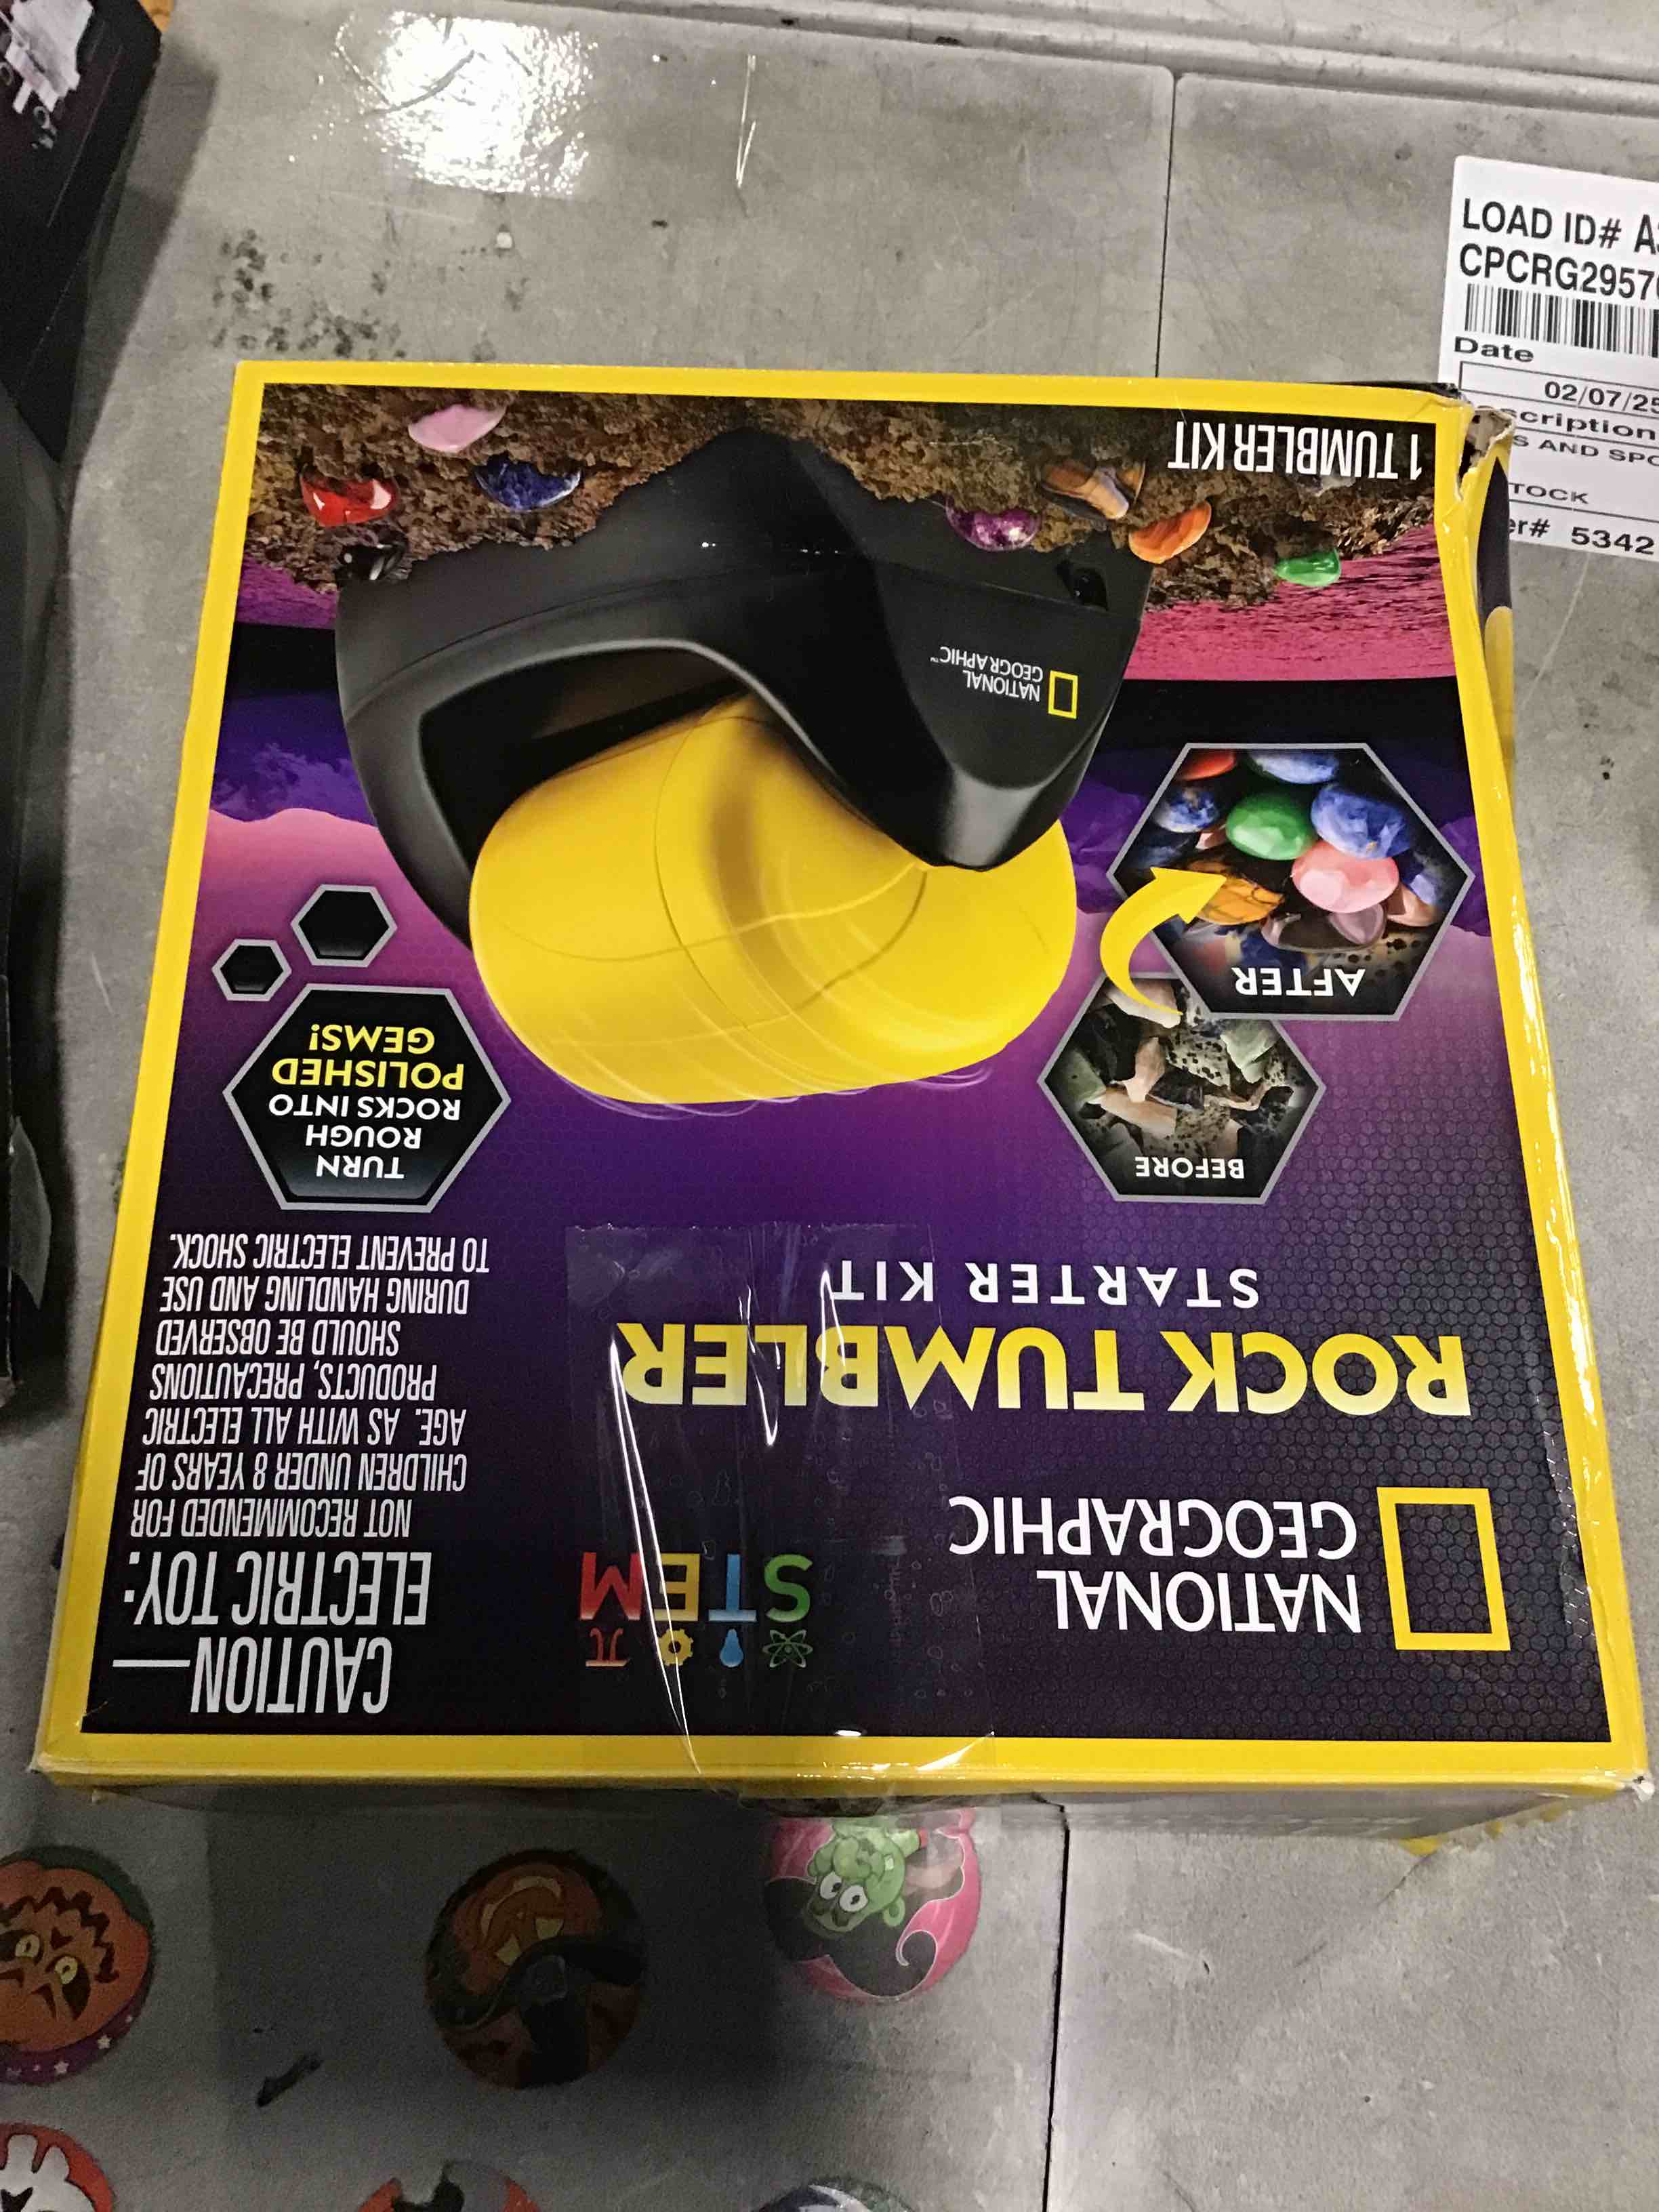 NATIONAL
GEOGRAPHIC
STEM
ROCK TUMBLER
STARTER KIT
CAUTION—
ELECTRIC TOY:
NOT RECOMMENDED FOR
CHILDREN UNDER 8 YEARS OF
AGE. AS WITH ALL ELECTRIC
PRODUCTS, PRECAUTIONS
SHOULD BE OBSERVED
DURING HANDLING AND USE
TO PREVENT ELECTRIC SHOCK.
BEFORE
AFTER
TURN
ROUGH
ROCKS INTO
POLISHED
GEMS!
NATIONAL
GEOGRAPHIC™
1 TUMBLER KIT
LOAD ID# A
CPCRG2957
Date
02/07/25
scription
S AND SPO
TOCK
er# 5342